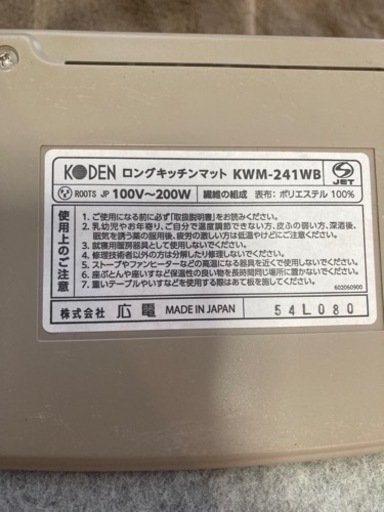 KODEN ロングキッチンマット KWM-241WB
S JET
ROOTS JP 100V～200W 繊維の組成 表布：ポリエステル 100%
使用上のご注意
1. ご使用になる前に必ず「取扱説明書」をお読みください。
2. 乳幼児やお年寄り、ご自分で温度調節できない方、皮ふの弱い方、深酒後、
眠気を誘う薬の服用後、疲労の激しい方は低温やけどにご注意ください。
3. 就寝用暖房器具として使用しないでください。
4. 修理技術者以外の方は分解したり修理しないでください。
5. ストーブやファンヒーターなどの高温になる器具を近くで使用しないでください。
6. 座ぶとんや座いすなど保温性の良い物を長時間同じ場所に置かないでください。
7. 重いテーブルやいすなどを使用する際はあて板を施してください。
602060900
株式会社 広電 MADE IN JAPAN 54L080